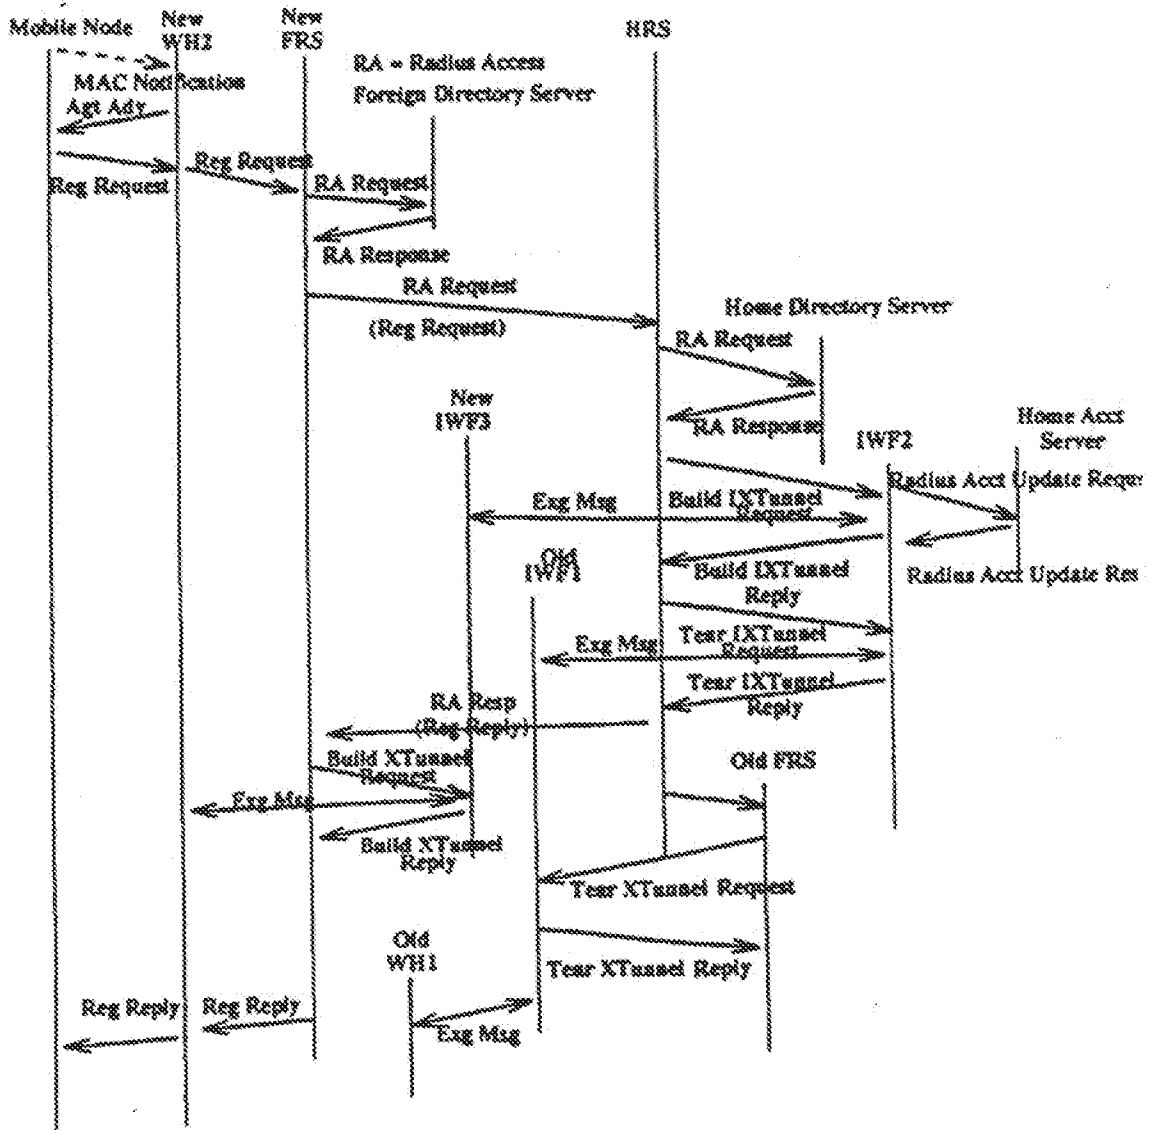 Mobile Node
New
WH2
New
FRS
HRS
RA = Radius Access
Foreign Directory Server
MAC Notification
Agt Adv
Reg Request
Reg Request
RA Request
RA Response
RA Request
(Reg Request)
Home Directory Server
RA Request
RA Response
New
IWF3
IWF2
Home Acct
Server
Radius Acct Update Reque
Exg Msg
Build IXTunnel
Request
Old
IWF1
Build IXTunnel
Reply
Radius Acct Update Res
Exg Msg
Tear IXTunnel
Request
Tear IXTunnel
Reply
RA Resp
(Reg Reply)
Build XTunnel
Request
Old FRS
Exg Msg
Build XTunnel
Reply
Tear XTunnel Request
Old
WH1
Tear XTunnel Reply
Reg Reply
Reg Reply
Exg Msg